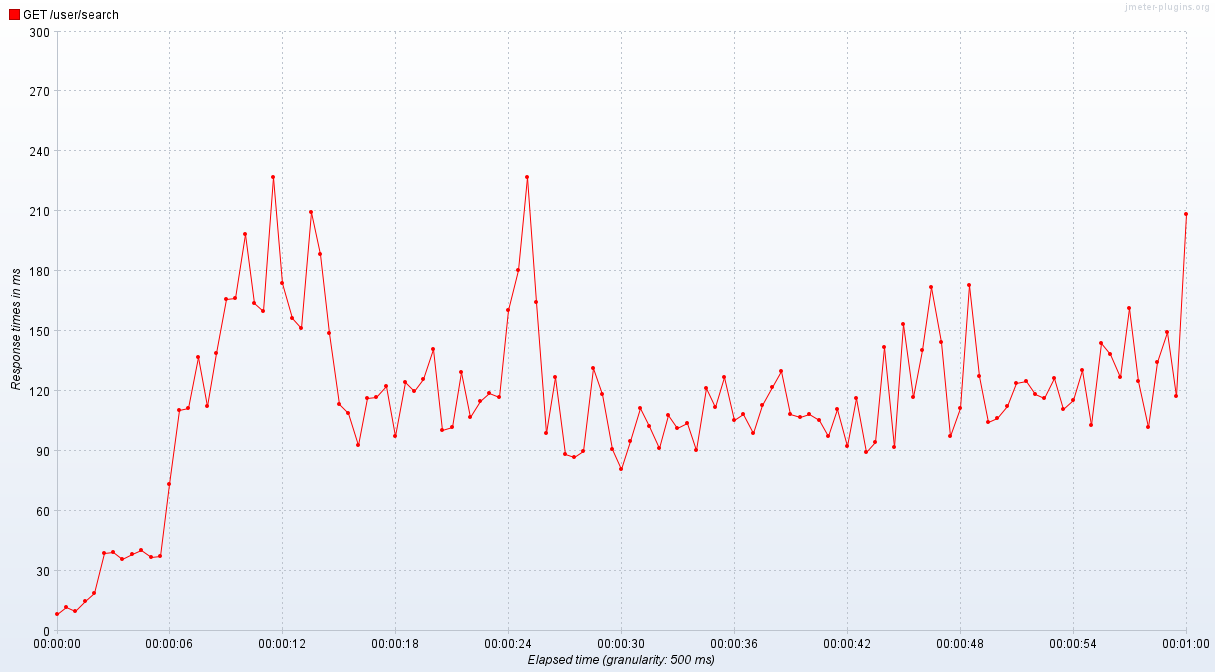 GET /user/search
jmeter-plugins.org
300
270
240
210
180
150
120
90
60
30
0
Response times in ms
00:00:00 00:00:06 00:00:12 00:00:18 00:00:24 00:00:30 00:00:36 00:00:42 00:00:48 00:00:54 00:01:00
Elapsed time (granularity: 500 ms)